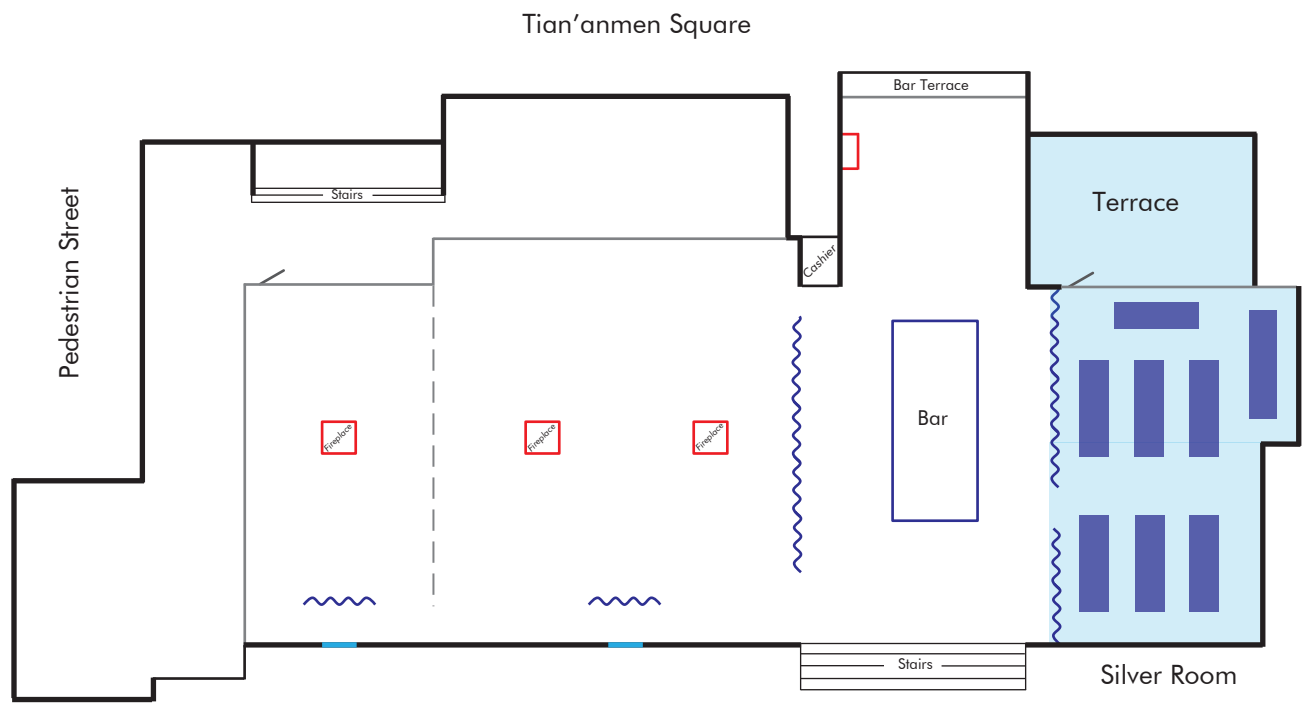 Tian'anmen Square
Bar Terrace
Stairs
Terrace
Pedestrian Street
Cashier
Fireplace
Fireplace
Fireplace
Bar
Stairs
Silver Room